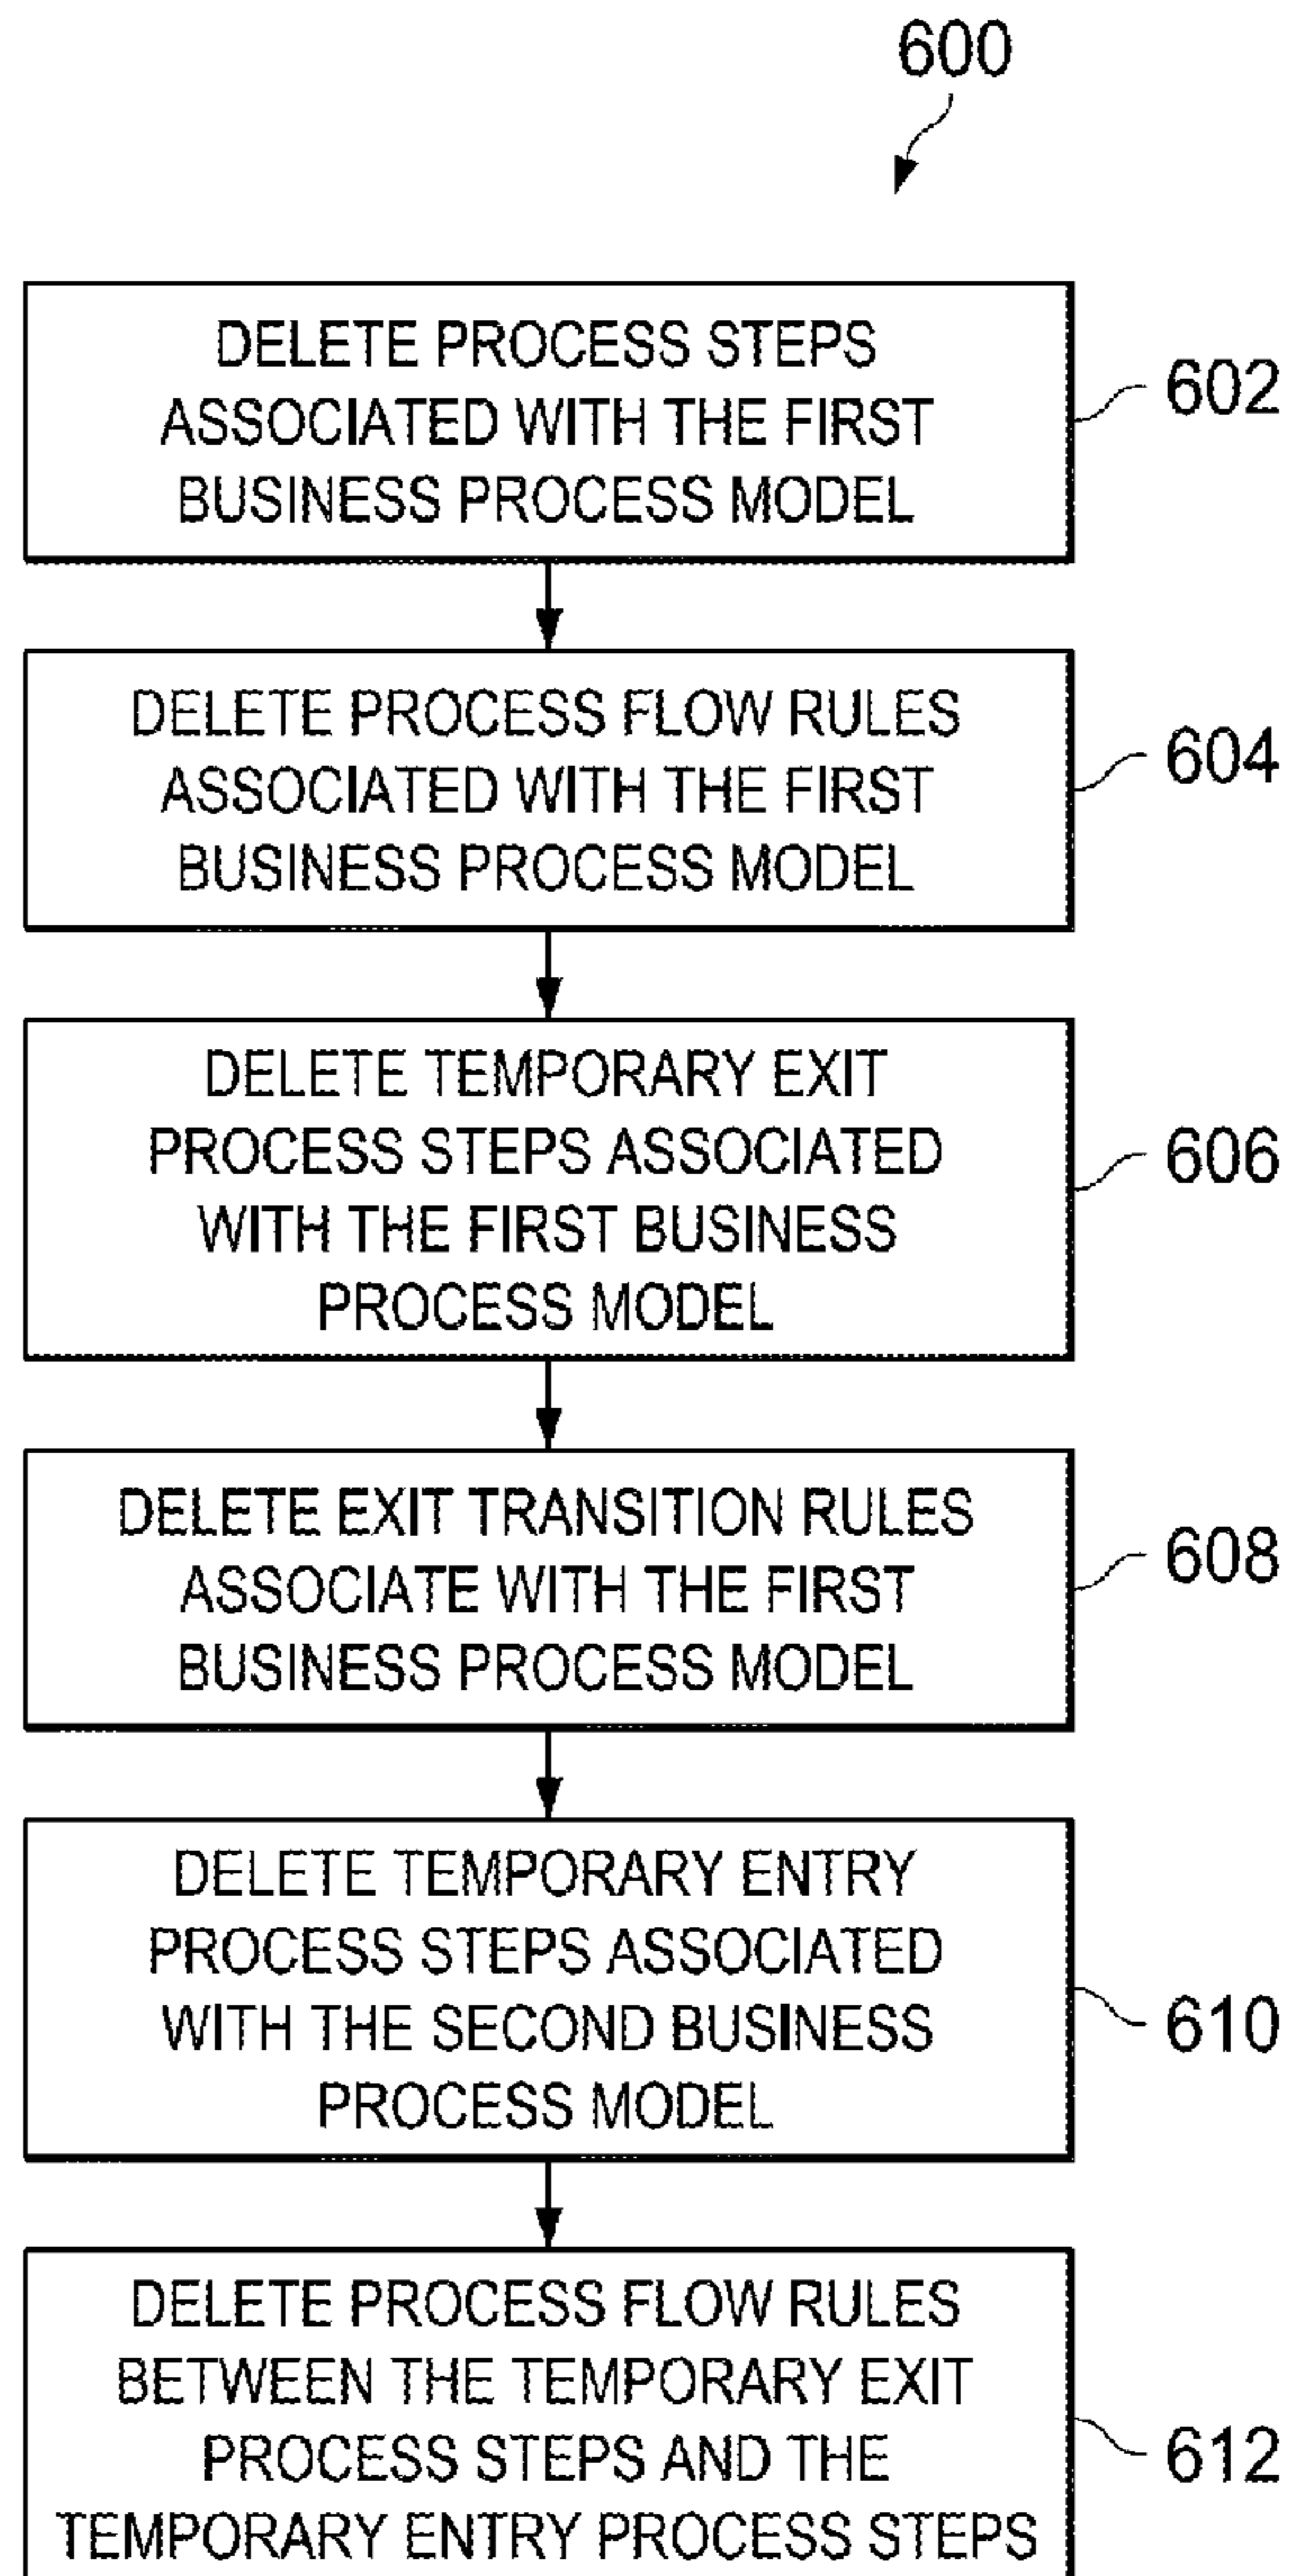 600
DELETE PROCESS STEPS
ASSOCIATED WITH THE FIRST
BUSINESS PROCESS MODEL
602
DELETE PROCESS FLOW RULES
ASSOCIATED WITH THE FIRST
BUSINESS PROCESS MODEL
604
DELETE TEMPORARY EXIT
PROCESS STEPS ASSOCIATED
WITH THE FIRST BUSINESS
PROCESS MODEL
606
DELETE EXIT TRANSITION RULES
ASSOCIATE WITH THE FIRST
BUSINESS PROCESS MODEL
608
DELETE TEMPORARY ENTRY
PROCESS STEPS ASSOCIATED
WITH THE SECOND BUSINESS
PROCESS MODEL
610
DELETE PROCESS FLOW RULES
BETWEEN THE TEMPORARY EXIT
PROCESS STEPS AND THE
TEMPORARY ENTRY PROCESS STEPS
612